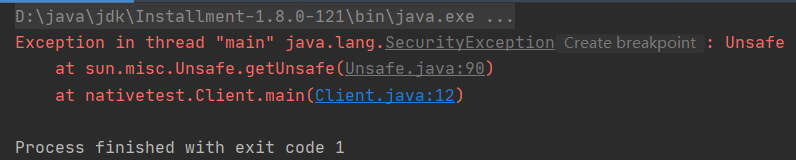 D:\java\jdk\Installment-1.8.0-121\bin\java.exe ...
Exception in thread "main" java.lang.SecurityException Create breakpoint : Unsafe
    at sun.misc.Unsafe.getUnsafe(Unsafe.java:90)
    at nativetest.Client.main(Client.java:12)
Process finished with exit code 1